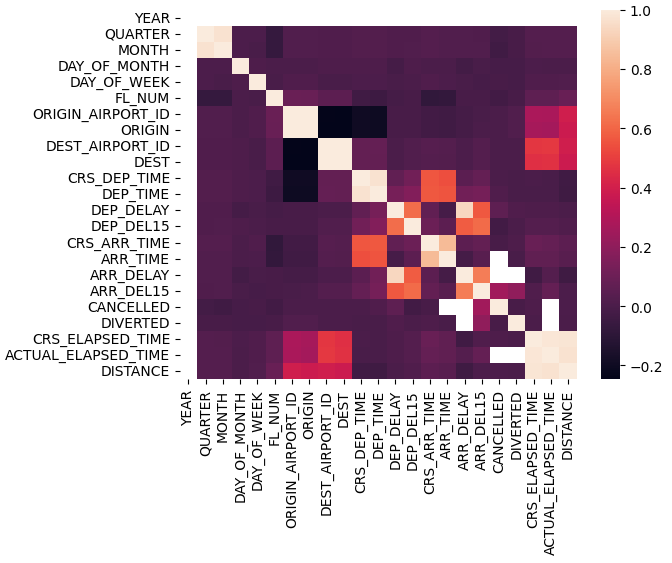 YEAR
QUARTER
MONTH
DAY_OF_MONTH
DAY_OF_WEEK
FL_NUM
ORIGIN_AIRPORT_ID
ORIGIN
DEST_AIRPORT_ID
DEST
CRS_DEP_TIME
DEP_TIME
DEP_DELAY
DEP_DEL15
CRS_ARR_TIME
ARR_TIME
ARR_DELAY
ARR_DEL15
CANCELLED
DIVERTED
CRS_ELAPSED_TIME
ACTUAL_ELAPSED_TIME
DISTANCE
YEAR
QUARTER
MONTH
DAY_OF_MONTH
DAY_OF_WEEK
FL_NUM
ORIGIN_AIRPORT_ID
ORIGIN
DEST_AIRPORT_ID
DEST
CRS_DEP_TIME
DEP_TIME
DEP_DELAY
DEP_DEL15
CRS_ARR_TIME
ARR_TIME
ARR_DELAY
ARR_DEL15
CANCELLED
DIVERTED
CRS_ELAPSED_TIME
ACTUAL_ELAPSED_TIME
DISTANCE
1.0
0.8
0.6
0.4
0.2
0.0
−0.2